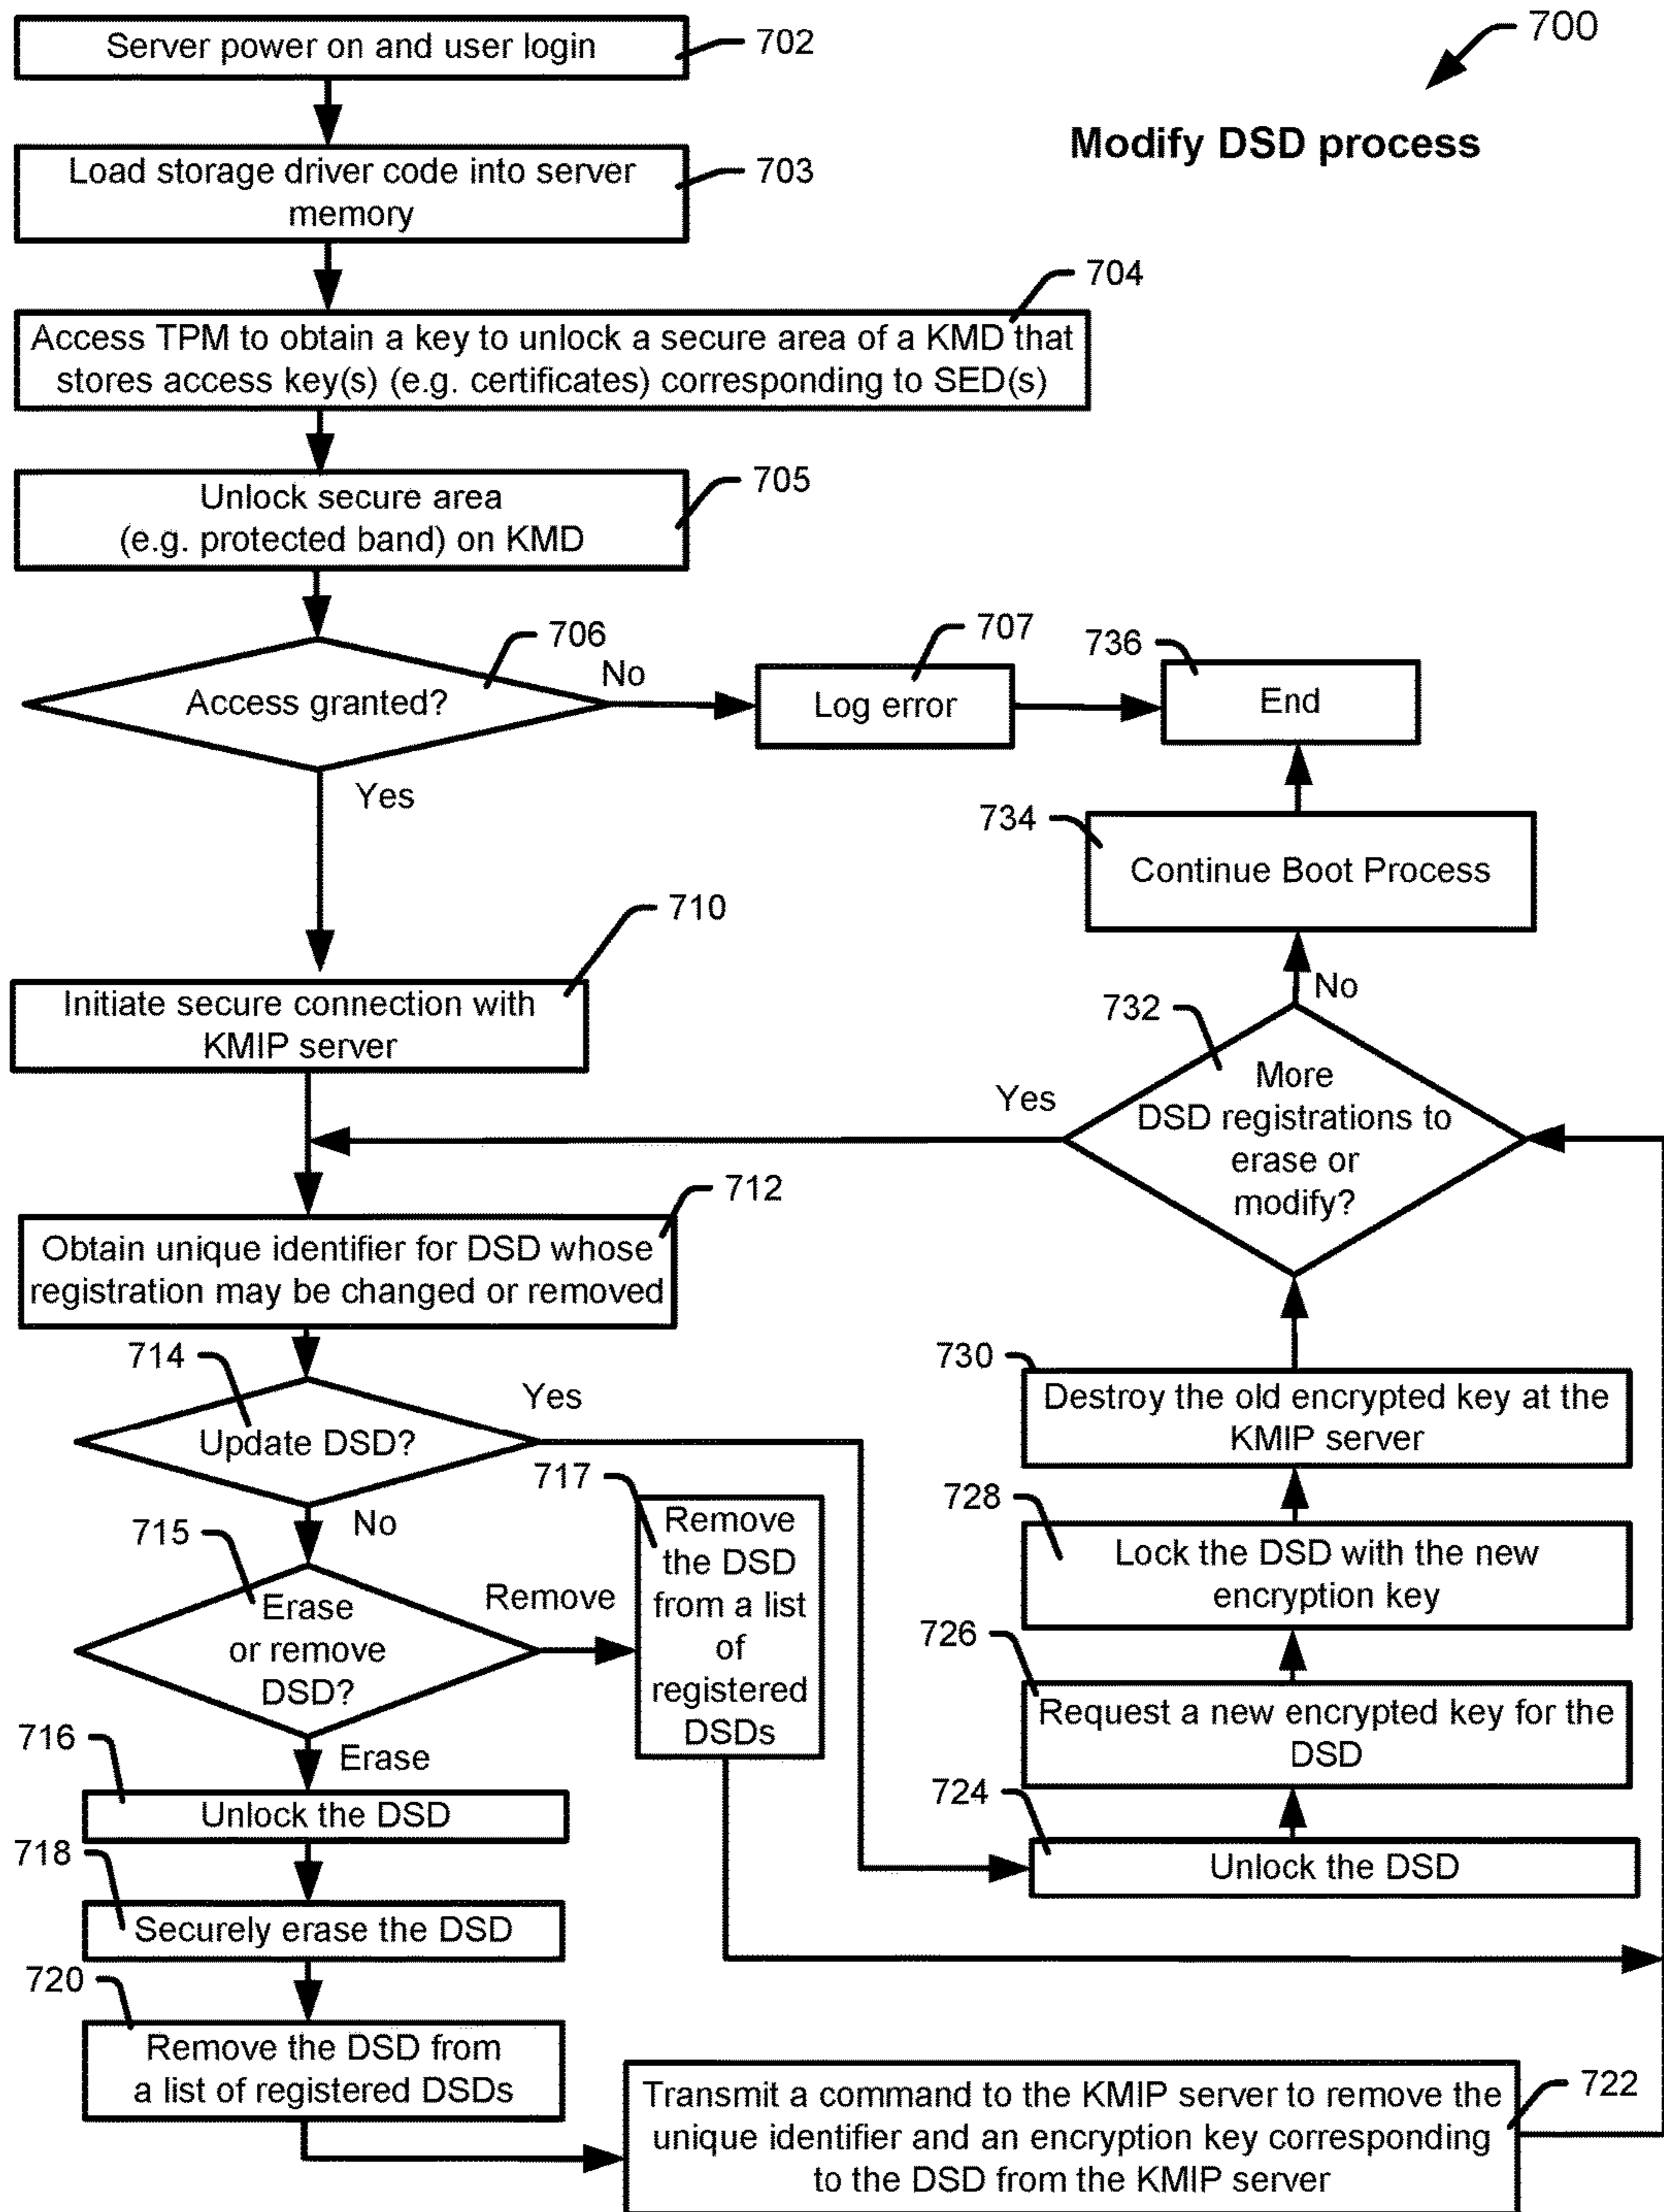 700
Modify DSD process
Server power on and user login
702
Load storage driver code into server
memory
703
704
Access TPM to obtain a key to unlock a secure area of a KMD that
stores access key(s) (e.g. certificates) corresponding to SED(s)
Unlock secure area
(e.g. protected band) on KMD
705
706
Access granted?
No
Yes
707
Log error
736
End
734
Continue Boot Process
710
Initiate secure connection with
KMIP server
732
No
Yes
More
DSD registrations to
erase or
modify?
712
Obtain unique identifier for DSD whose
registration may be changed or removed
714
Update DSD?
Yes
No
715
Erase
or remove
DSD?
Remove
Erase
717
Remove
the DSD
from a list
of
registered
DSDs
730
Destroy the old encrypted key at the
KMIP server
728
Lock the DSD with the new
encryption key
726
Request a new encrypted key for the
DSD
724
Unlock the DSD
716
Unlock the DSD
718
Securely erase the DSD
720
Remove the DSD from
a list of registered DSDs
Transmit a command to the KMIP server to remove the
unique identifier and an encryption key corresponding
to the DSD from the KMIP server
722